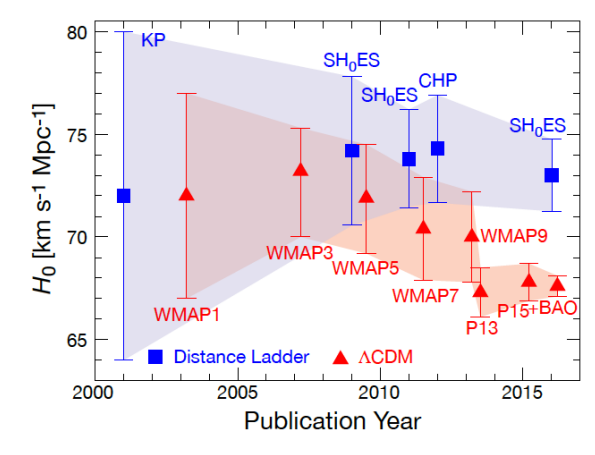 80
KP
SH₀ES
CHP
SH₀ES
SH₀ES
75
70
65
WMAP1
WMAP3
WMAP5
WMAP7
WMAP9
P13
P15+BAO
Distance Ladder
ΛCDM
2000
2005
2010
2015
Publication Year
H₀ [km s⁻¹ Mpc⁻¹]